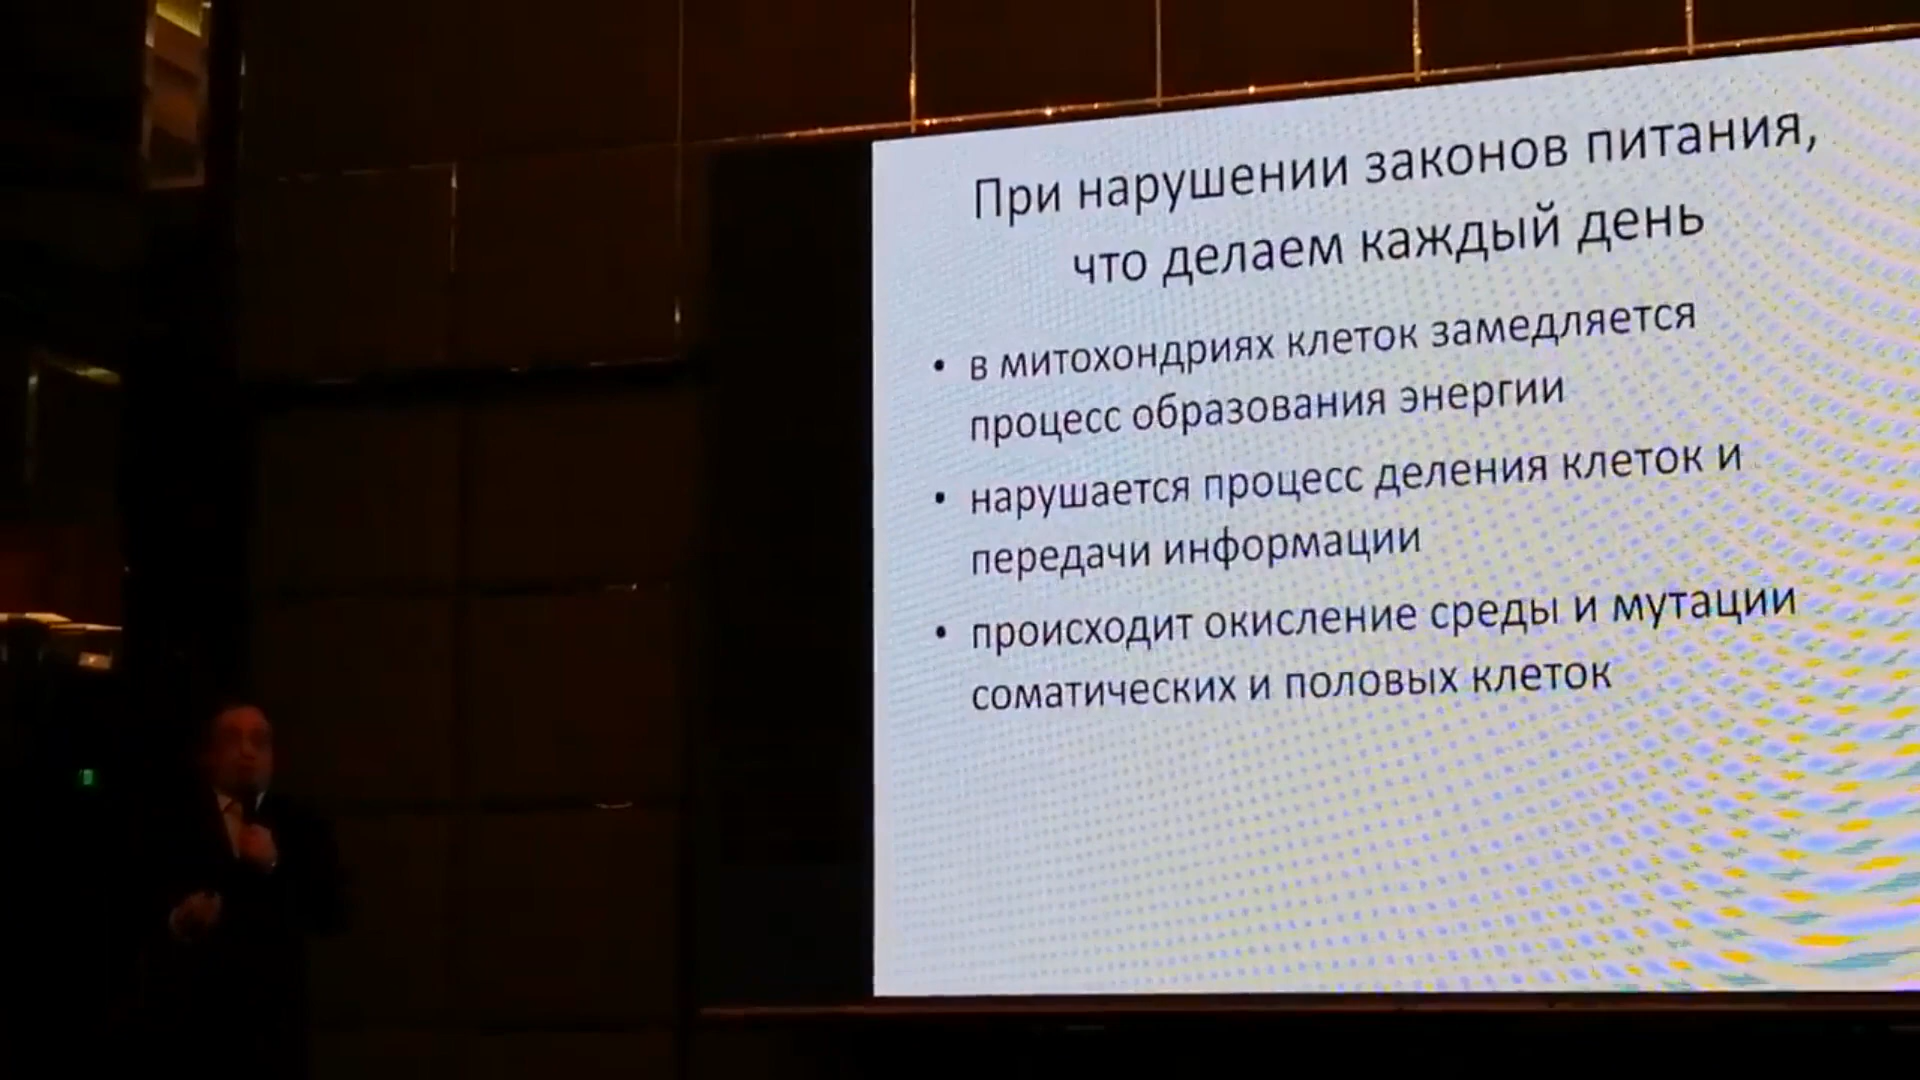 При нарушении законов питания,
что делаем каждый день
• в митохондриях клеток замедляется
процесс образования энергии
• нарушается процесс деления клеток и
передачи информации
• происходит окисление среды и мутации
соматических и половых клеток